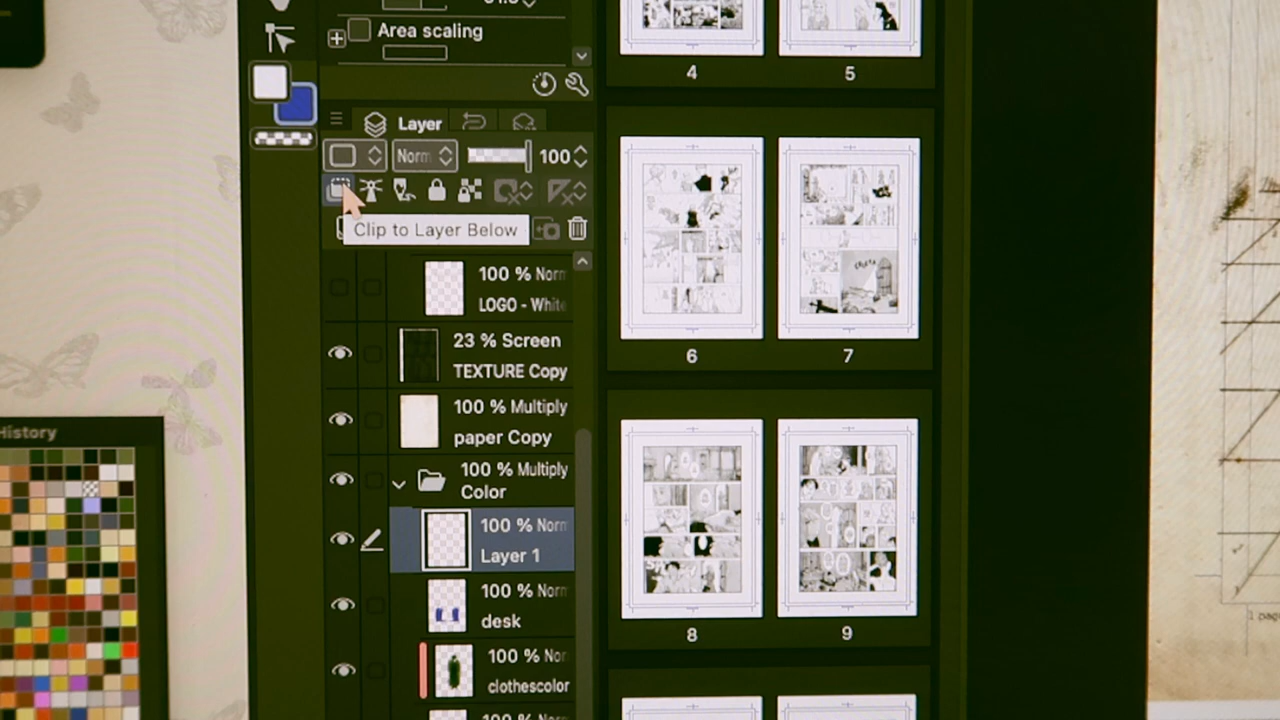 Area scaling
4
5
Layer
Norm
100
Clip to Layer Below
100 % Norm
LOGO - White
23 % Screen
TEXTURE Copy
100 % Multiply
paper Copy
100 % Multiply
Color
100 % Norm
Layer 1
100 % Norm
desk
100 % Nor
clothescolor
100 % Nor
6
7
8
9
History